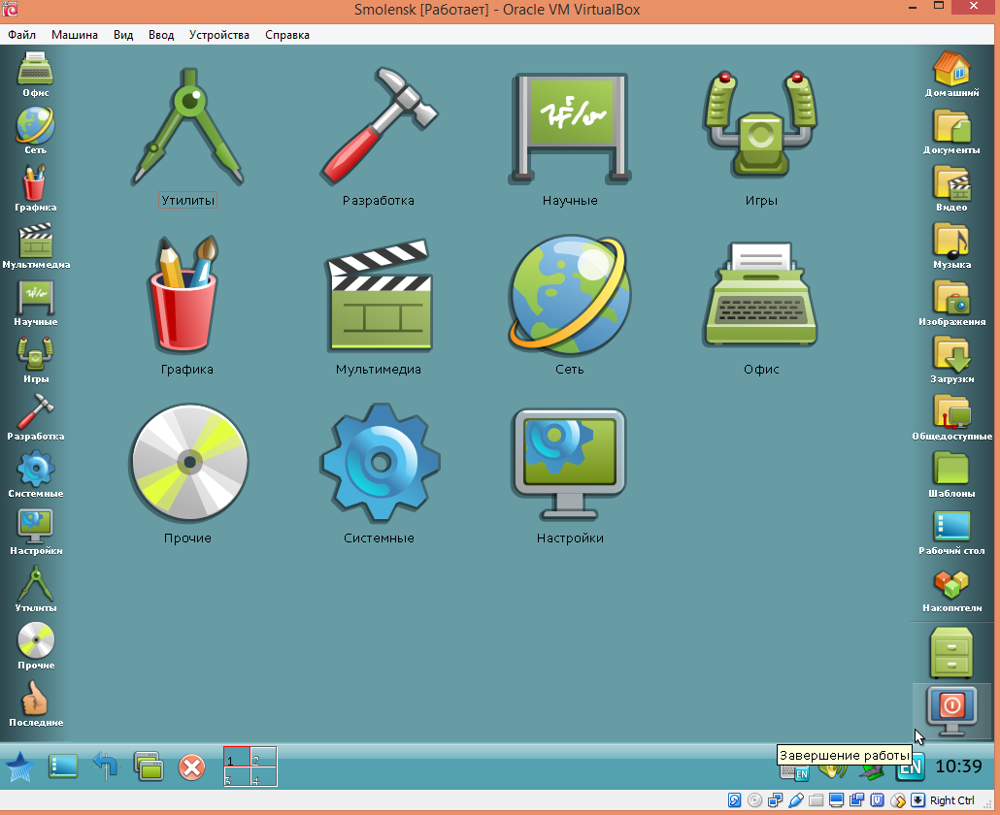 Smolensk [Работает] - Oracle VM VirtualBox
Файл Машина Вид Ввод Устройства Справка
Офис
Сеть
Графика
Мультимедиа
Научные
Игры
Разработка
Системные
Настройки
Утилиты
Прочие
Последние
Утилиты Разработка Научные Игры
Графика Мультимедиа Сеть Офис
Прочие Системные Настройки
Домашний
Документы
Видео
Музыка
Изображения
Загрузки
Общедоступные
Шаблоны
Рабочий стол
Накопители
Завершение работы
1 2
3 4
EN
EN
10:39
Right Ctrl